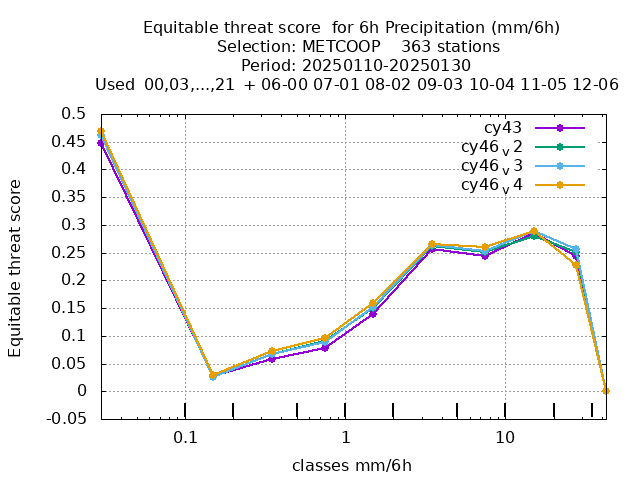 Equitable threat score  for 6h Precipitation (mm/6h)
Selection: METCOOP    363 stations
Period: 20250110-20250130
Used  00,03,...,21  + 06-00 07-01 08-02 09-03 10-04 11-05 12-06
0.5
0.45
0.4
0.35
0.3
0.25
0.2
0.15
0.1
0.05
0
-0.05
Equitable threat score
cy43
cy46v2
cy46v3
cy46v4
0.1 1 10
classes mm/6h